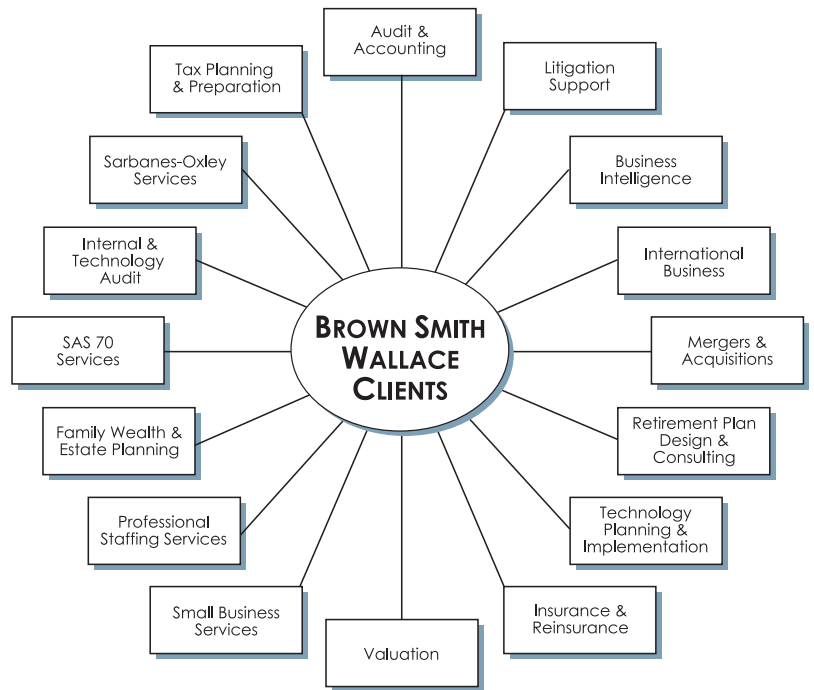 Audit &
Accounting
Litigation
Support
Business
Intelligence
International
Business
Mergers &
Acquisitions
Retirement Plan
Design &
Consulting
Technology
Planning &
Implementation
Insurance &
Reinsurance
Valuation
Small Business
Services
Professional
Staffing Services
Family Wealth &
Estate Planning
SAS 70
Services
Internal &
Technology
Audit
Sarbanes-Oxley
Services
Tax Planning
& Preparation
BROWN SMITH
WALLACE
CLIENTS